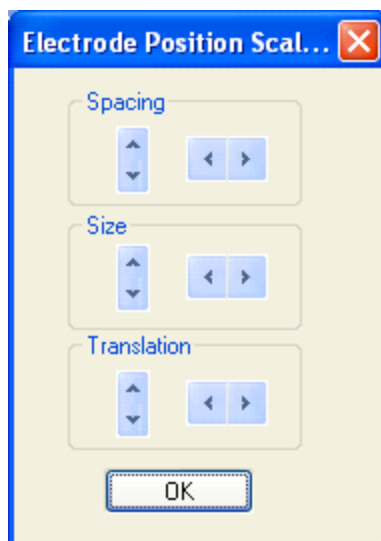 Electrode Position Scal...
Spacing
Size
Translation
OK